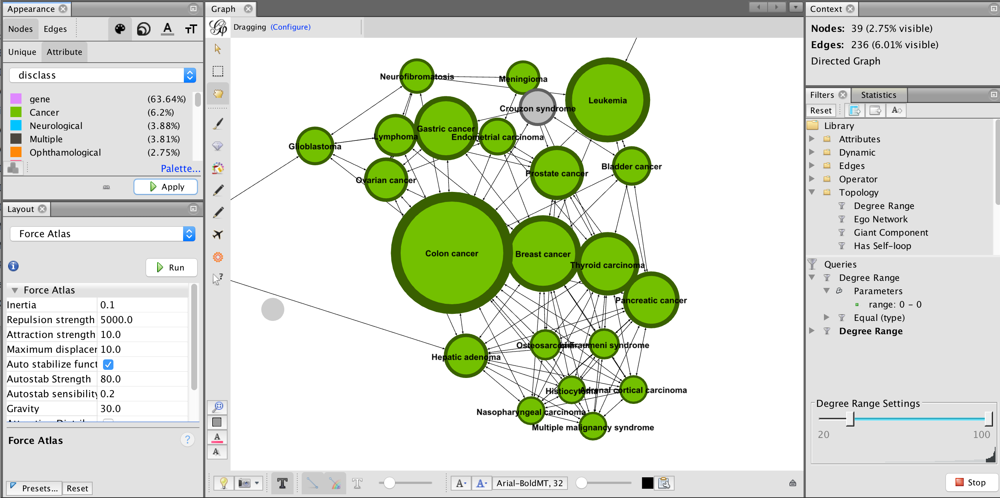 Appearance
Nodes Edges
Unique Attribute
disclass
gene (63.64%)
Cancer (6.2%)
Neurological (3.88%)
Multiple (3.81%)
Ophthamological (2.75%)
Palette...
Apply
Layout
Force Atlas
Run
Force Atlas
Inertia 0.1
Repulsion strength 5000.0
Attraction strength 10.0
Maximum displacer 10.0
Auto stabilize funct
Autostab Strength 80.0
Autostab sensibility 0.2
Gravity 30.0
Force Atlas
?
Presets... Reset
Graph
Dragging (Configure)
Neurofibromatosis
Meningioma
Leukemia
Crouzon syndrome
Gastric cancer
Lymphoma
Endometrial carcinoma
Glioblastoma
Bladder cancer
Prostate cancer
Ovarian cancer
Colon cancer
Breast cancer
Thyroid carcinoma
Pancreatic cancer
Hepatic adenoma
Fraumeni syndrome
Adrenal cortical carcinoma
Nasopharyngeal carcinoma
Multiple malignancy syndrome
Arial-BoldMT, 32
Context
Nodes: 39 (2.75% visible)
Edges: 236 (6.01% visible)
Directed Graph
Filters Statistics
Reset
Library
Attributes
Dynamic
Edges
Operator
Topology
Degree Range
Ego Network
Giant Component
Has Self-loop
Queries
Degree Range
Parameters
range: 0 - 0
Equal (type)
Degree Range
Degree Range Settings
20 100
Stop